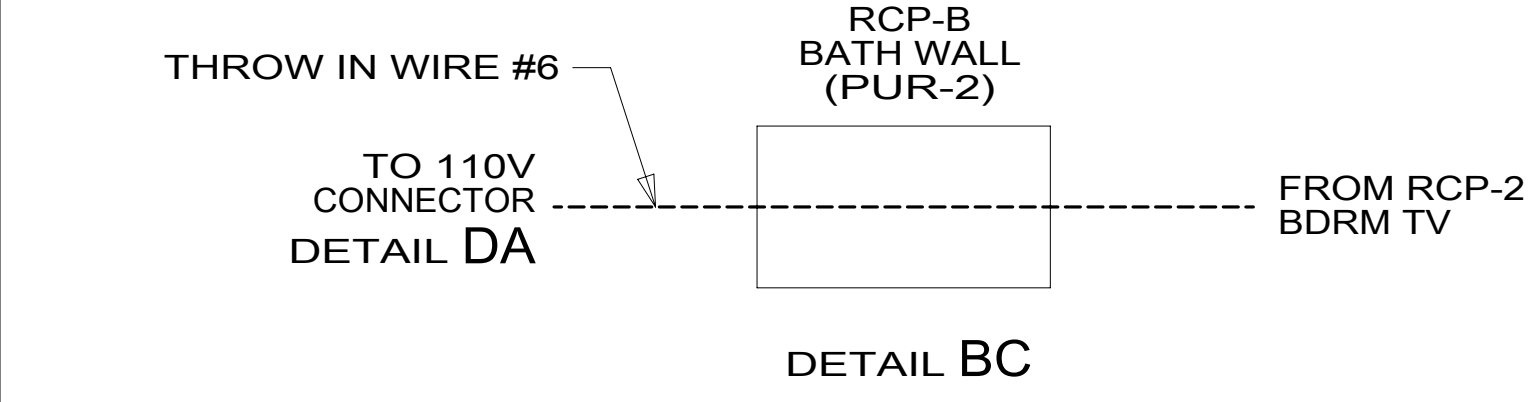 RCP-B
BATH WALL
(PUR-2)
THROW IN WIRE #6
TO 110V
CONNECTOR
DETAIL DA
FROM RCP-2
BDRM TV
DETAIL BC